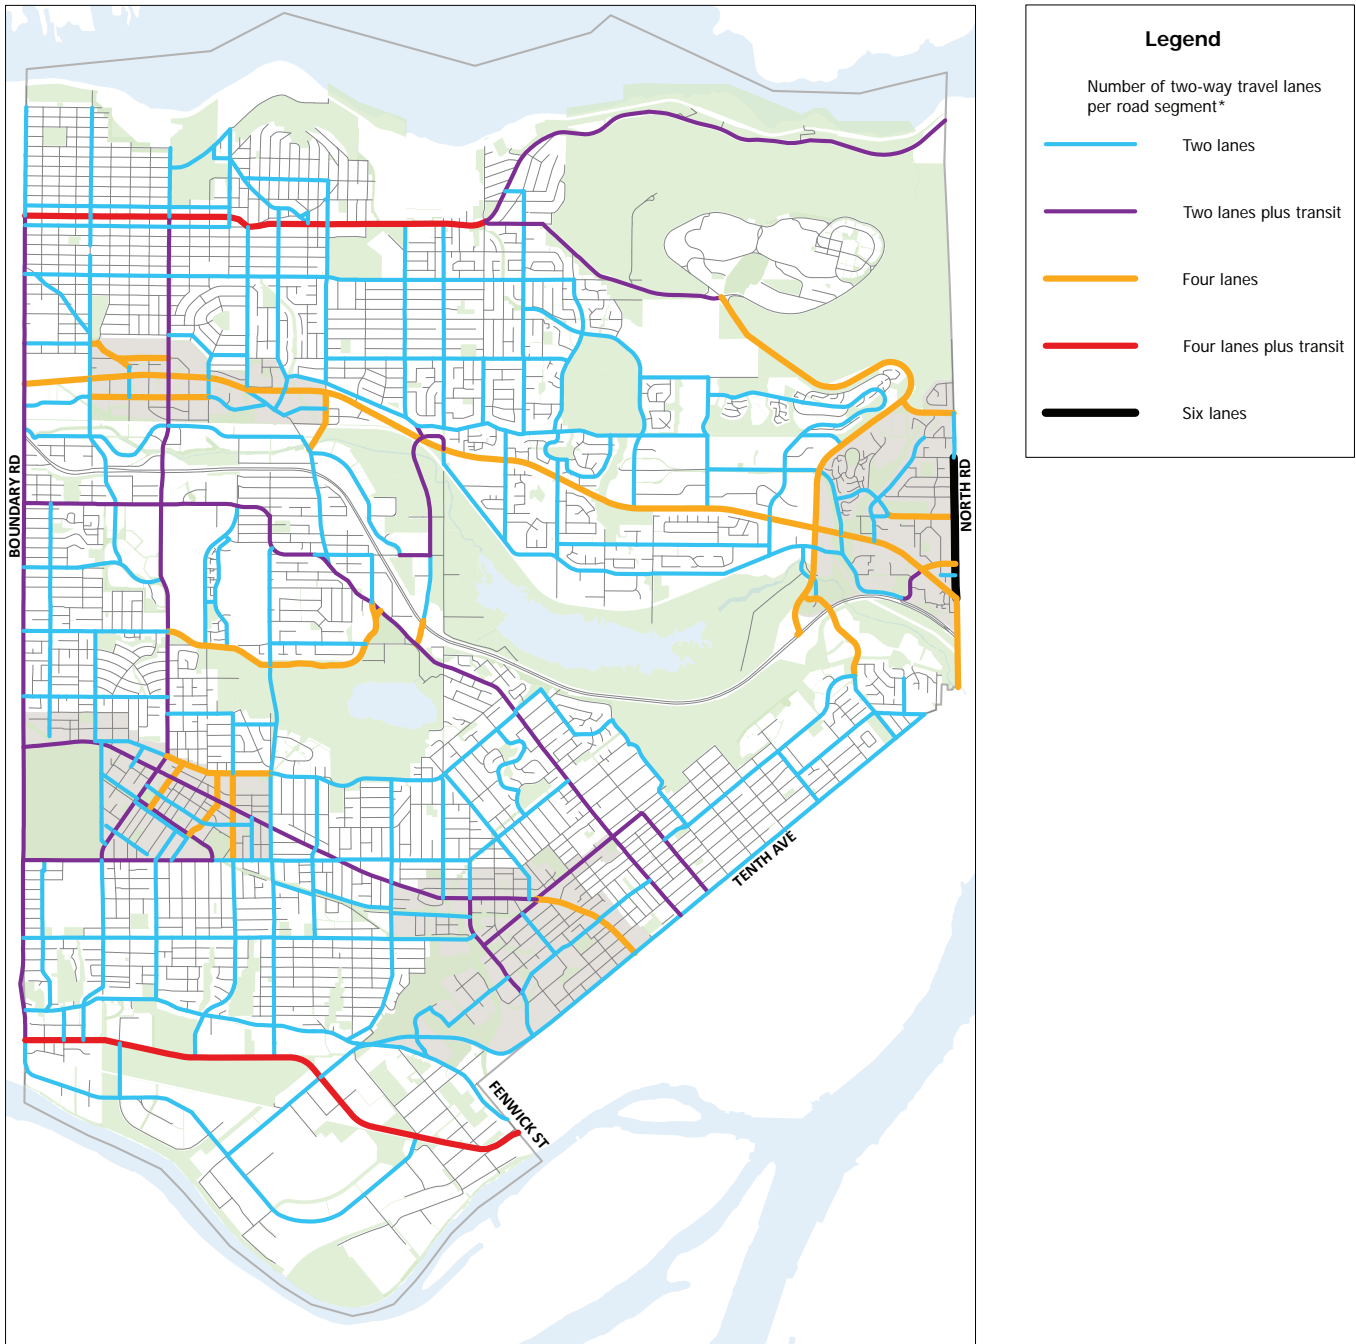 Legend
Number of two-way travel lanes
per road segment*
Two lanes
Two lanes plus transit
Four lanes
Four lanes plus transit
Six lanes
BOUNDARY RD
NORTH RD
TENTH AVE
FENWICK ST